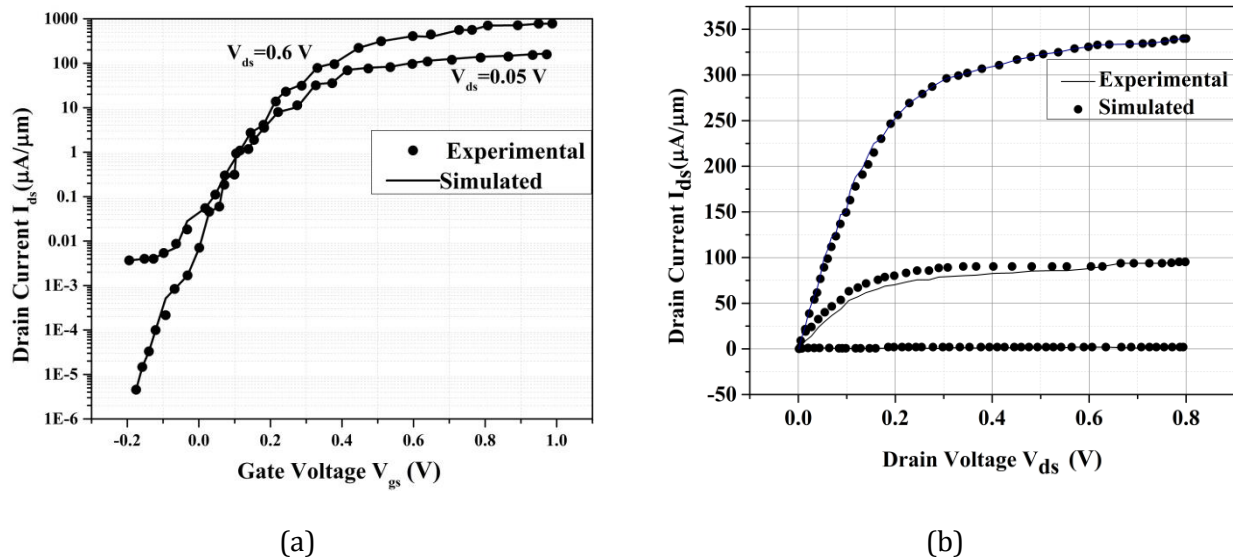 1000
100
10
1
0.1
0.01
1E-3
1E-4
1E-5
1E-6
Drain Current I_ds (μA/μm)
V_ds=0.6 V
V_ds=0.05 V
Experimental
Simulated
-0.2 0.0 0.2 0.4 0.6 0.8 1.0
Gate Voltage V_gs (V)
(a)
350
300
250
200
150
100
50
0
-50
Drain Current I_ds(μA/μm)
Experimental
Simulated
0.0 0.2 0.4 0.6 0.8
Drain Voltage V_ds (V)
(b)